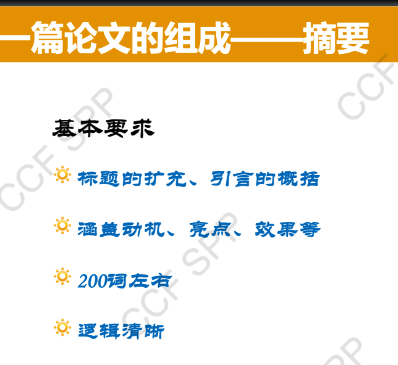 一篇论文的组成——摘要
基本要求
标题的扩充、引言的概括
涵盖动机、亮点、效果等
200词左右
逻辑清晰
CCF SPP
CCF SPP
CCF